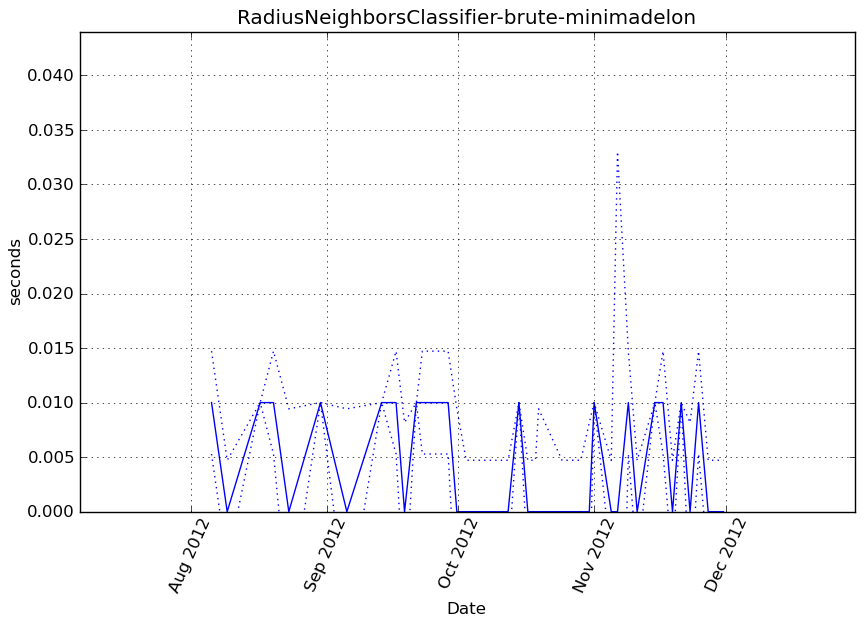 RadiusNeighborsClassifier-brute-minimadelon
0.040
0.035
0.030
0.025
0.020
0.015
0.010
0.005
0.000
seconds
Aug 2012
Sep 2012
Oct 2012
Nov 2012
Dec 2012
Date